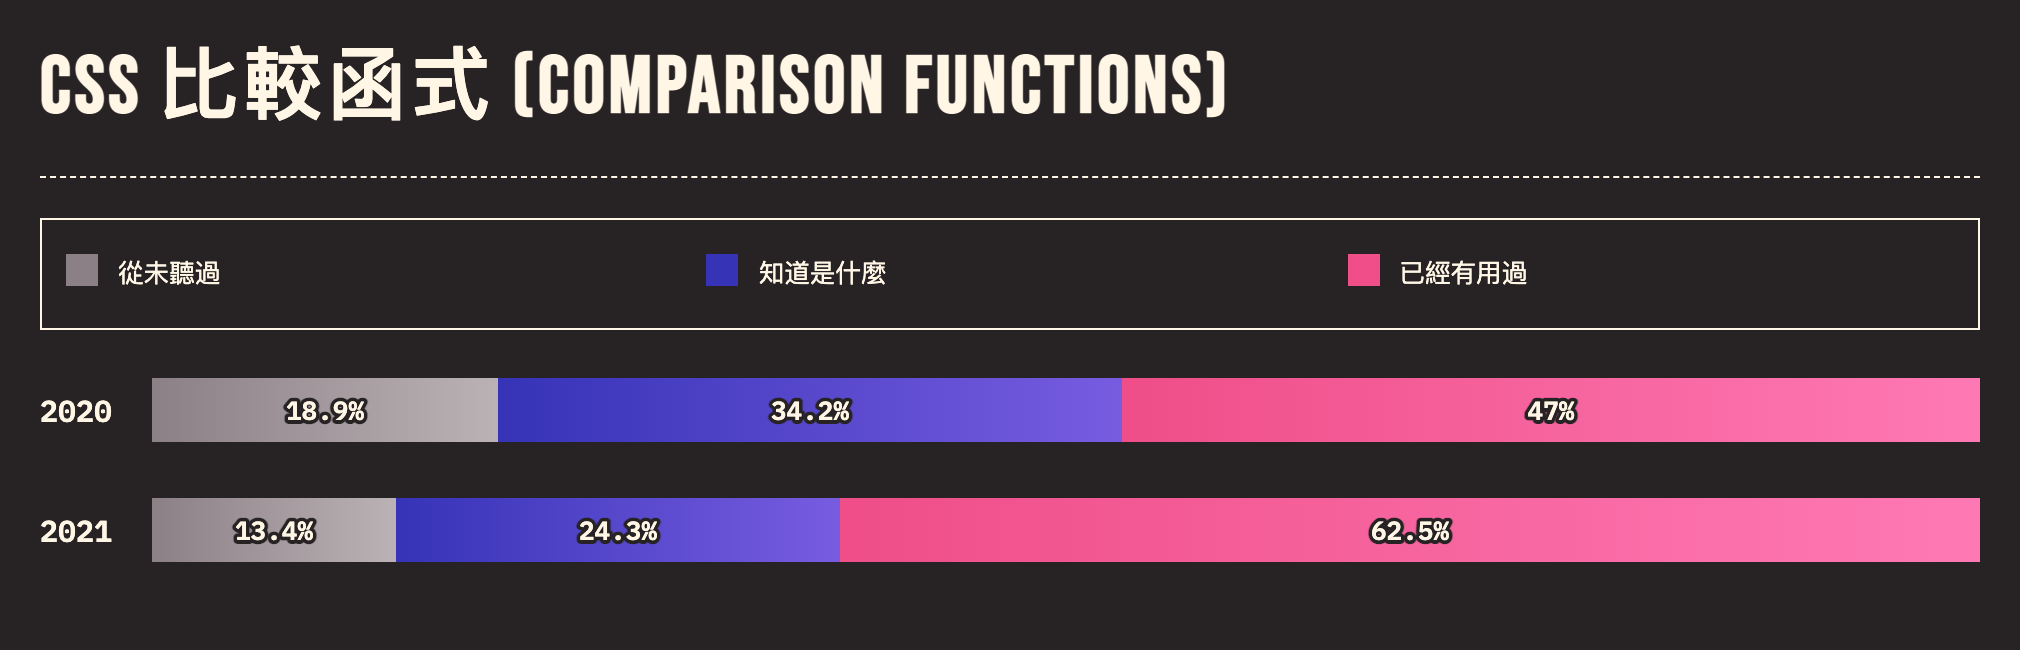 CSS 比較函式 (COMPARISON FUNCTIONS)
從未聽過 知道是什麼 已經有用過
2020 18.9% 34.2% 47%
2021 13.4% 24.3% 62.5%